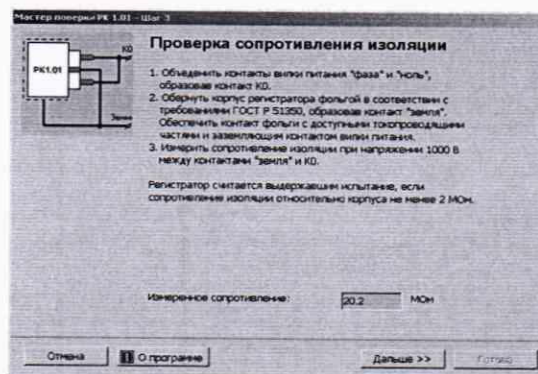 Мастер поверки РК 1.01 - Шаг 3
К0
РК1.01
Земля
Проверка сопротивления изоляции
1. Объеденить контакты вилки питания "фаза" и "ноль",
образовав контакт К0.
2. Обернуть корпус регистратора фольгой в соответствии с
требованиями ГОСТ Р 51350, образовав контакт "земля".
Обеспечить контакт фольги с доступными токопроводящими
частями и заземляющим контактом вилки питания.
3. Измерить сопротивление изоляции при напряжении 1000 В
между контактами "земля" и К0.
Регистратор считается выдержавшим испытание, если
сопротивление изоляции относительно корпуса не менее 2 МОм.
Измеренное сопротивление:
20.2
МОм
Отмена
О программе
Дальше >>
Готово